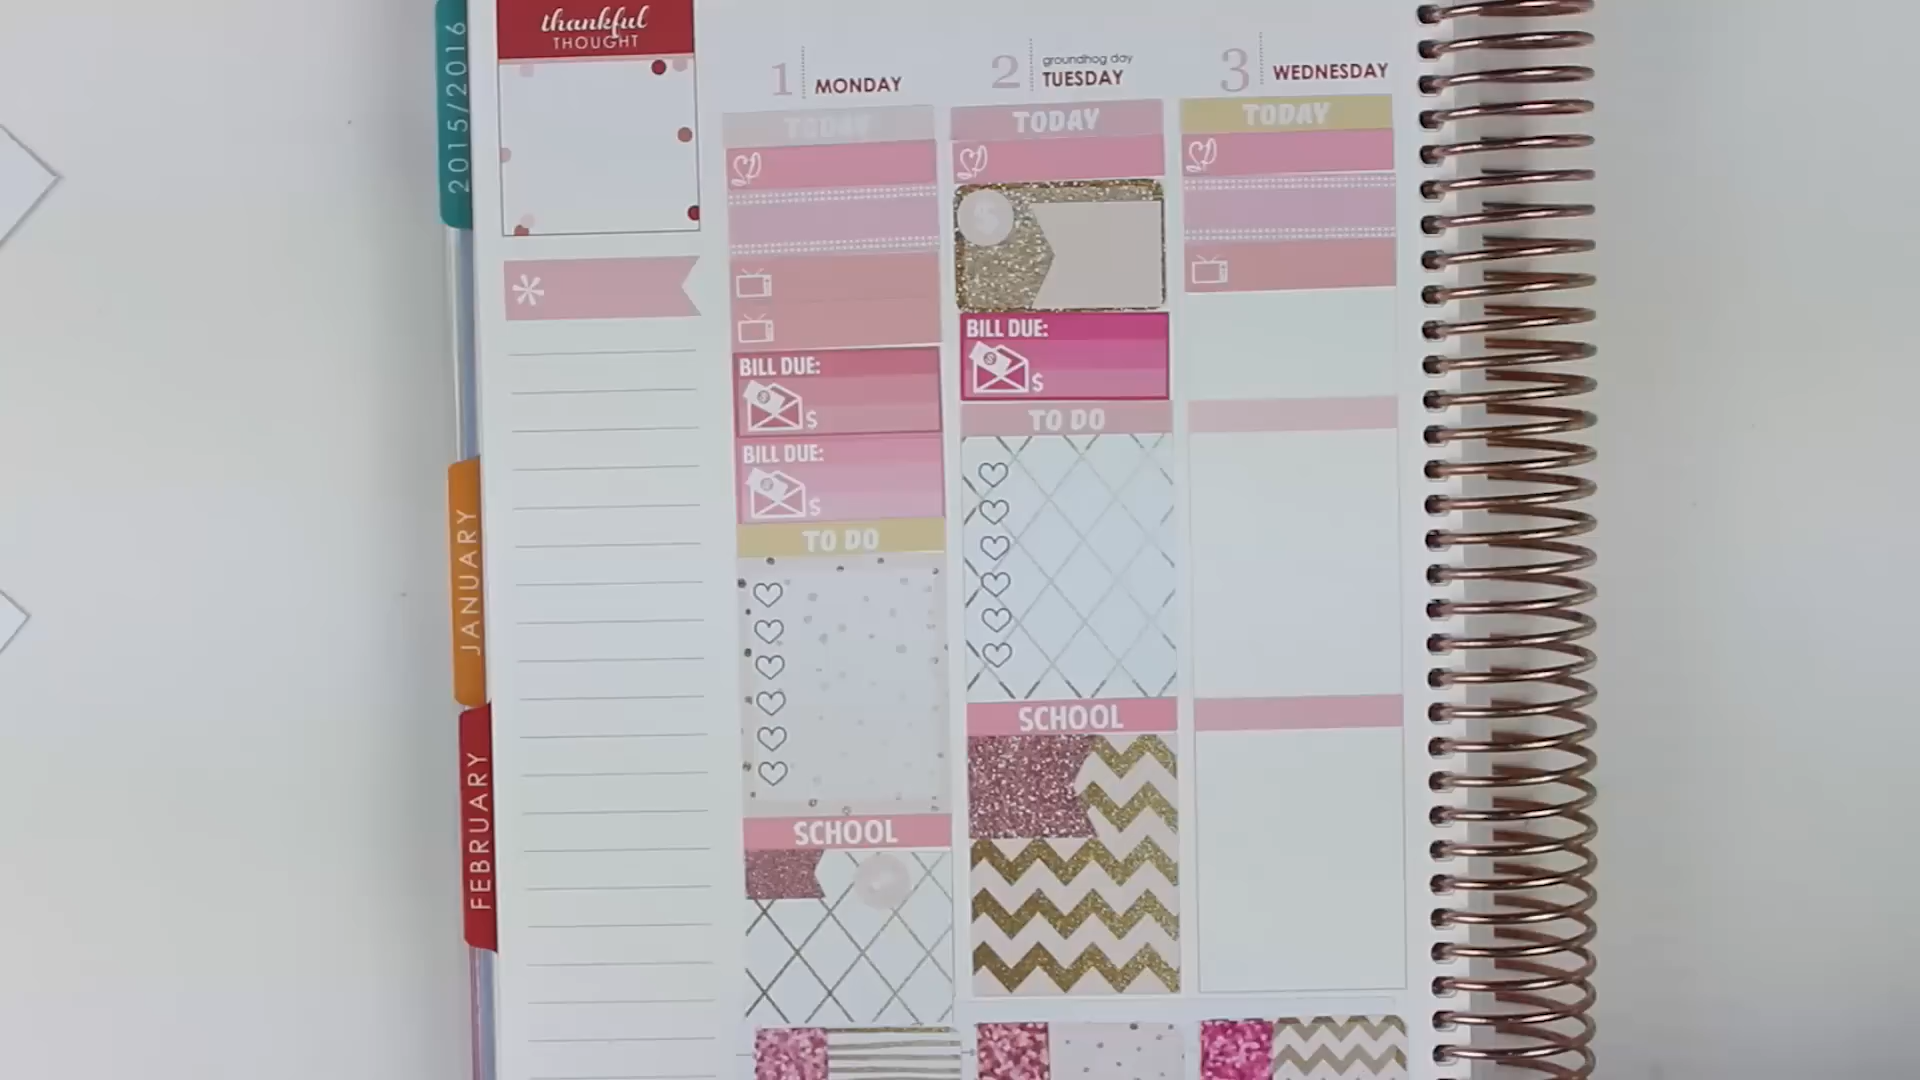 thankful
THOUGHT
2015/2016
JANUARY
FEBRUARY
1 MONDAY
TODAY
BILL DUE:
$
BILL DUE:
$
TO DO
SCHOOL
2 groundhog day
TUESDAY
TODAY
$
BILL DUE:
$
TO DO
SCHOOL
3 WEDNESDAY
TODAY